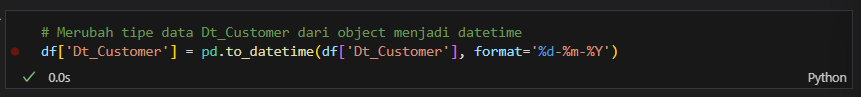 # Merubah tipe data Dt_Customer dari object menjadi datetime
df['Dt_Customer'] = pd.to_datetime(df['Dt_Customer'], format='%d-%m-%Y')
0.0s
Python